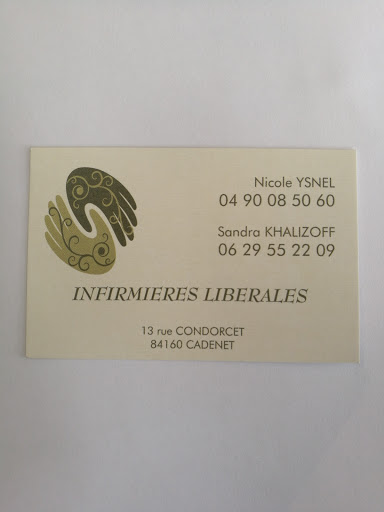 Nicole YSNEL
04 90 08 50 60
Sandra KHALIZOFF
06 29 55 22 09
INFIRMIERES LIBERALES
13 rue CONDORCET
84160 CADENET